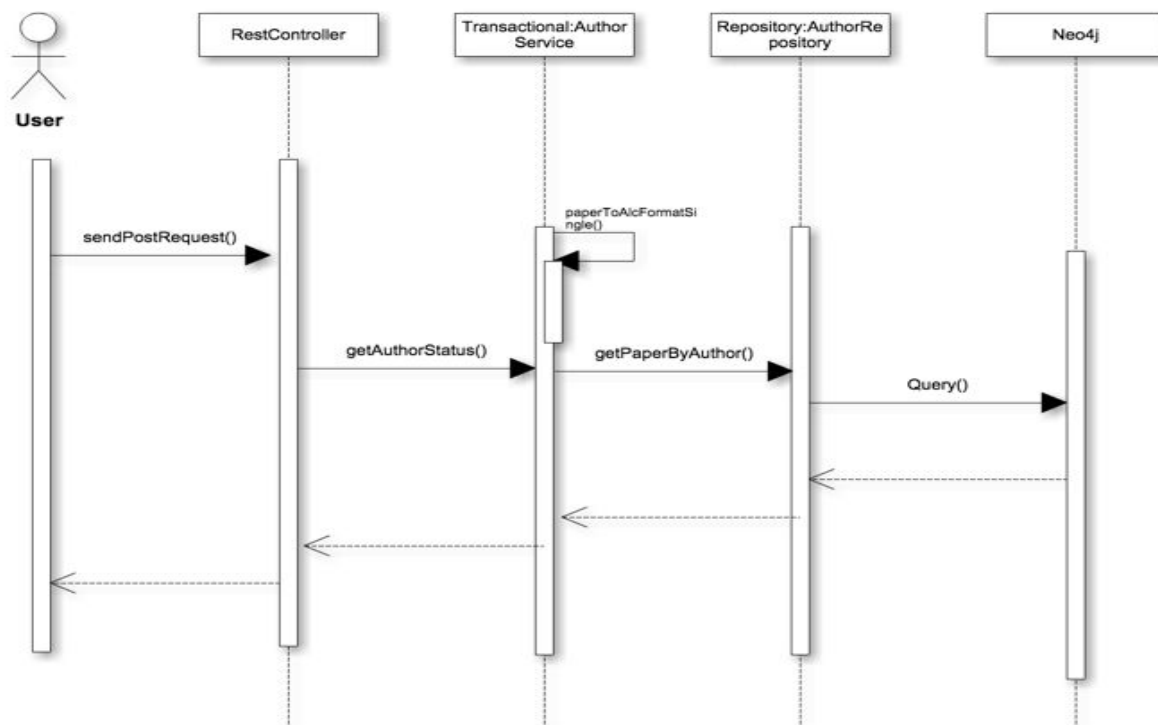 RestController
Transactional:Author
Service
Repository:AuthorRe
pository
Neo4j
User
paperToAlcFormatSi
ngle()
sendPostRequest()
getAuthorStatus()
getPaperByAuthor()
Query()